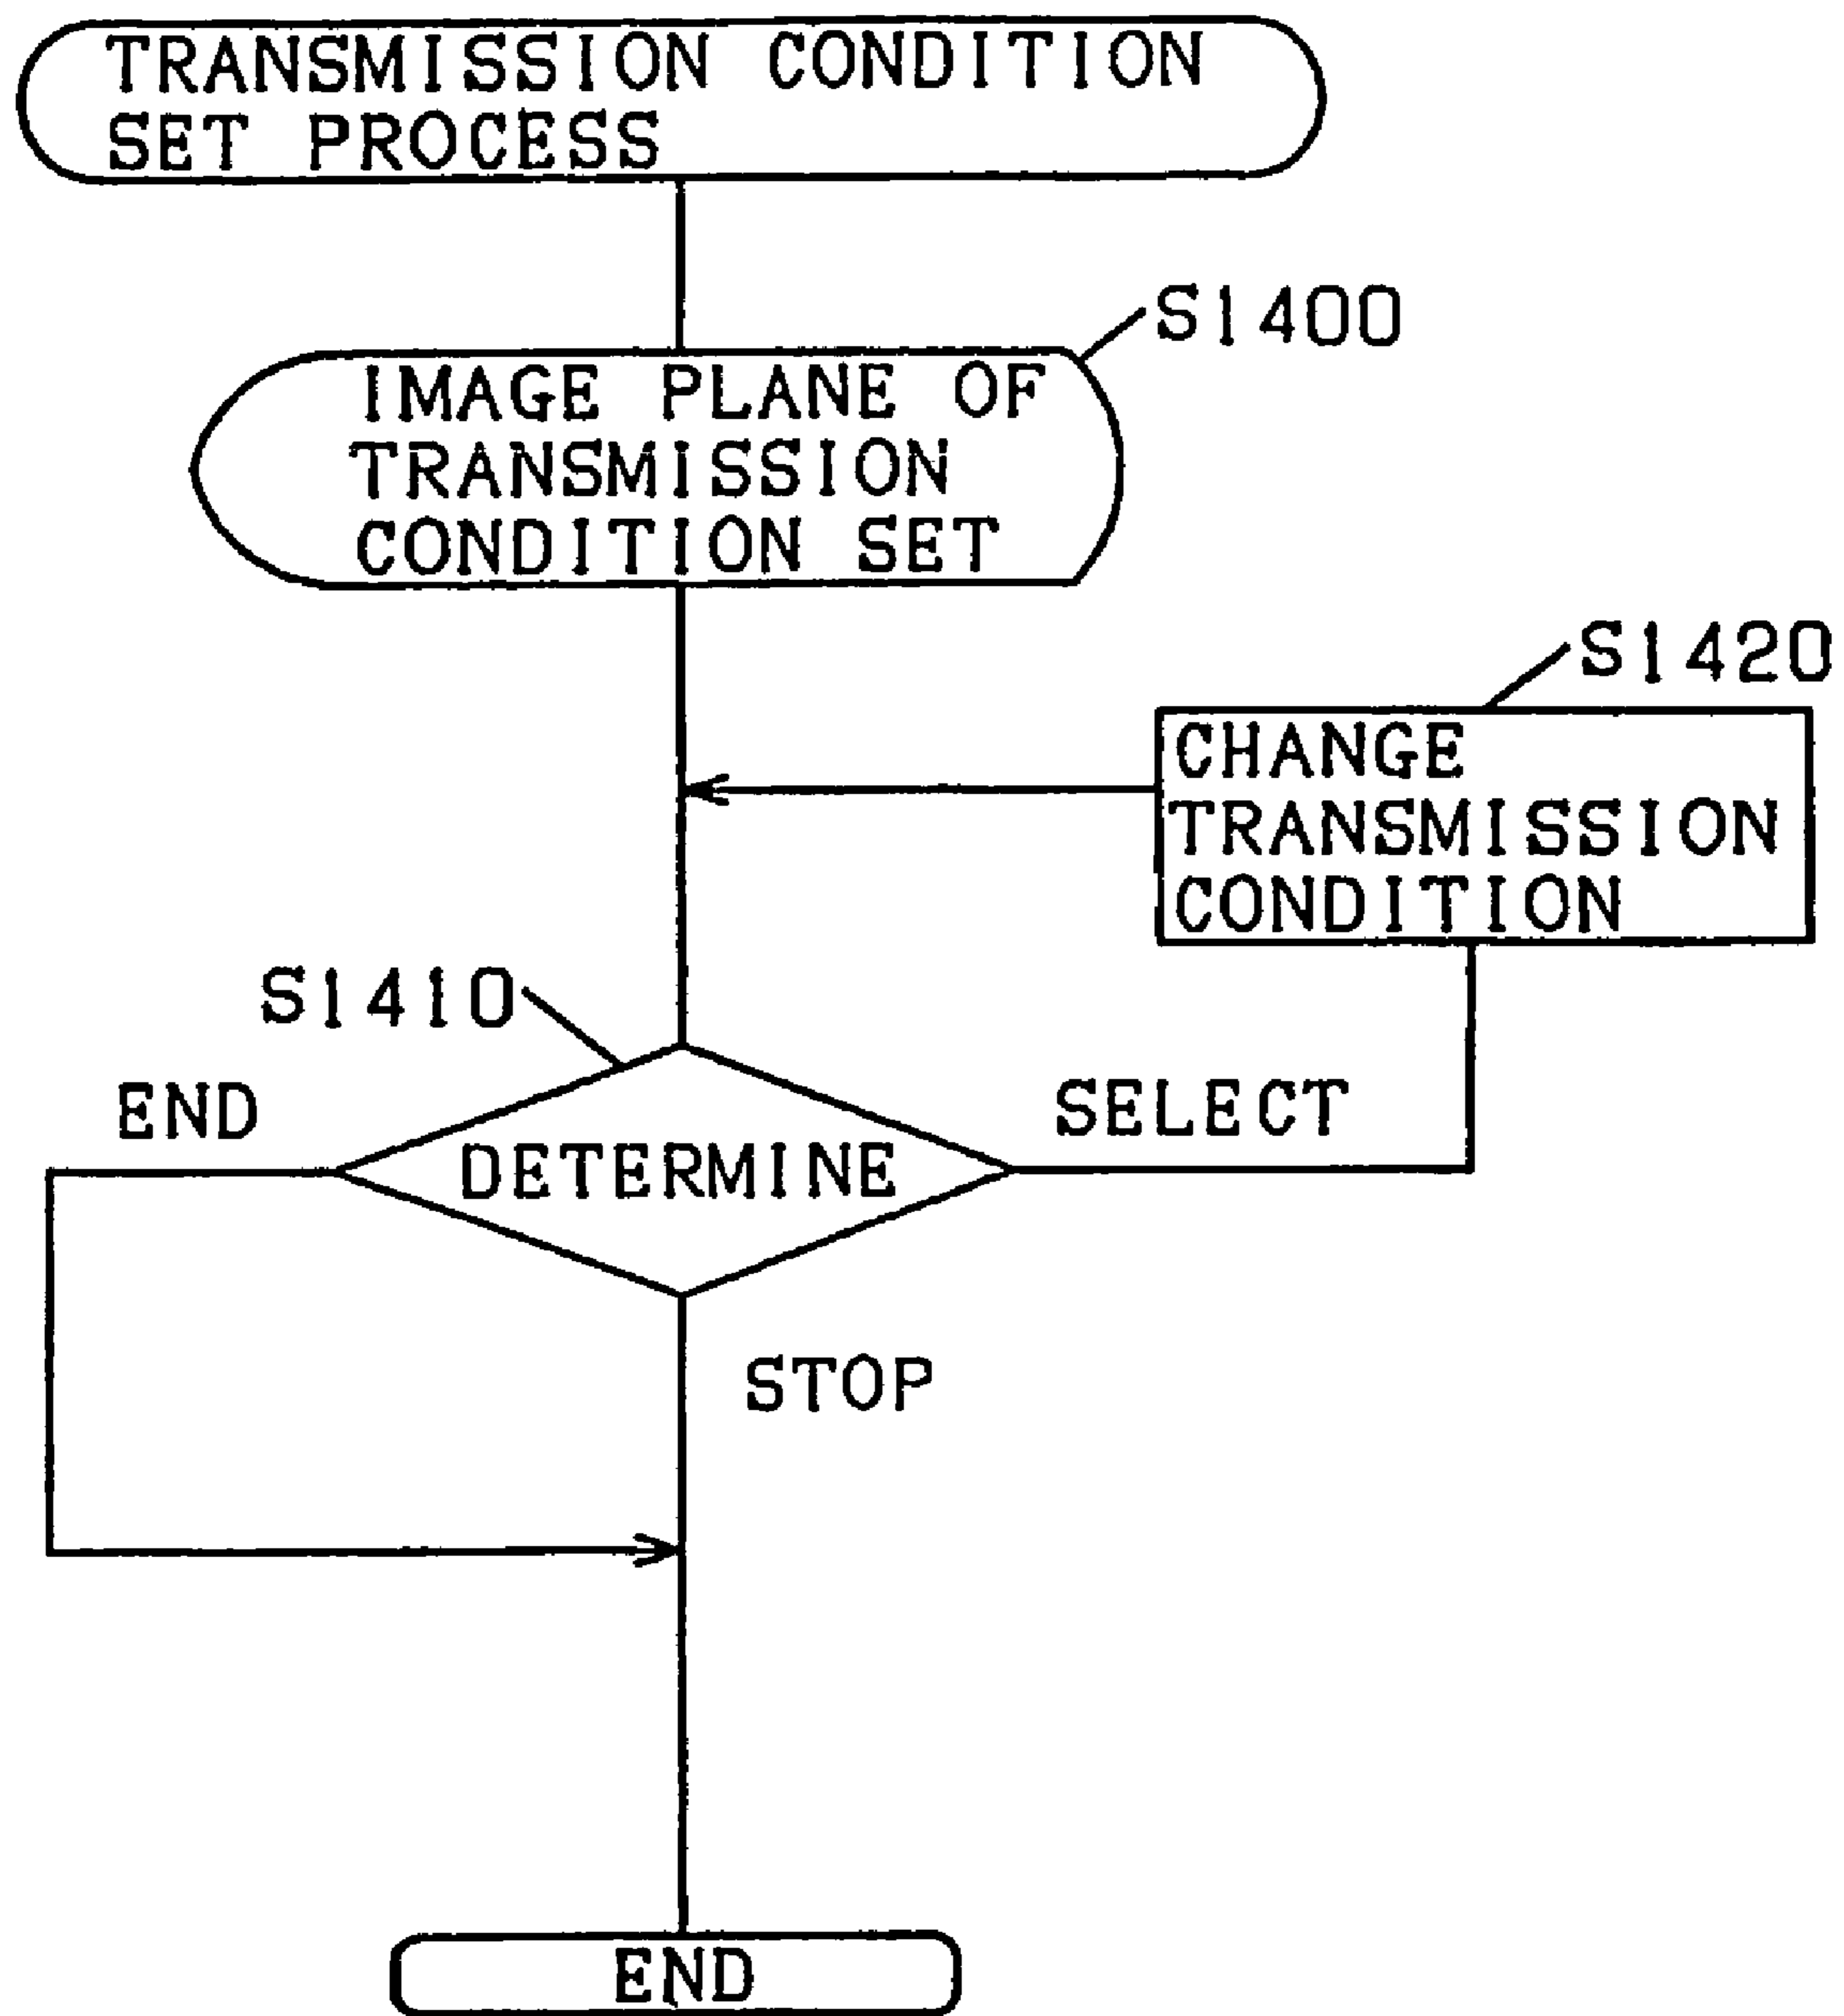 TRANSMISSION CONDITION
SET PROCESS
S1400
IMAGE PLANE OF
TRANSMISSION
CONDITION SET
S1420
CHANGE
TRANSMISSION
CONDITION
S1410
END
SELECT
DETERMINE
STOP
END